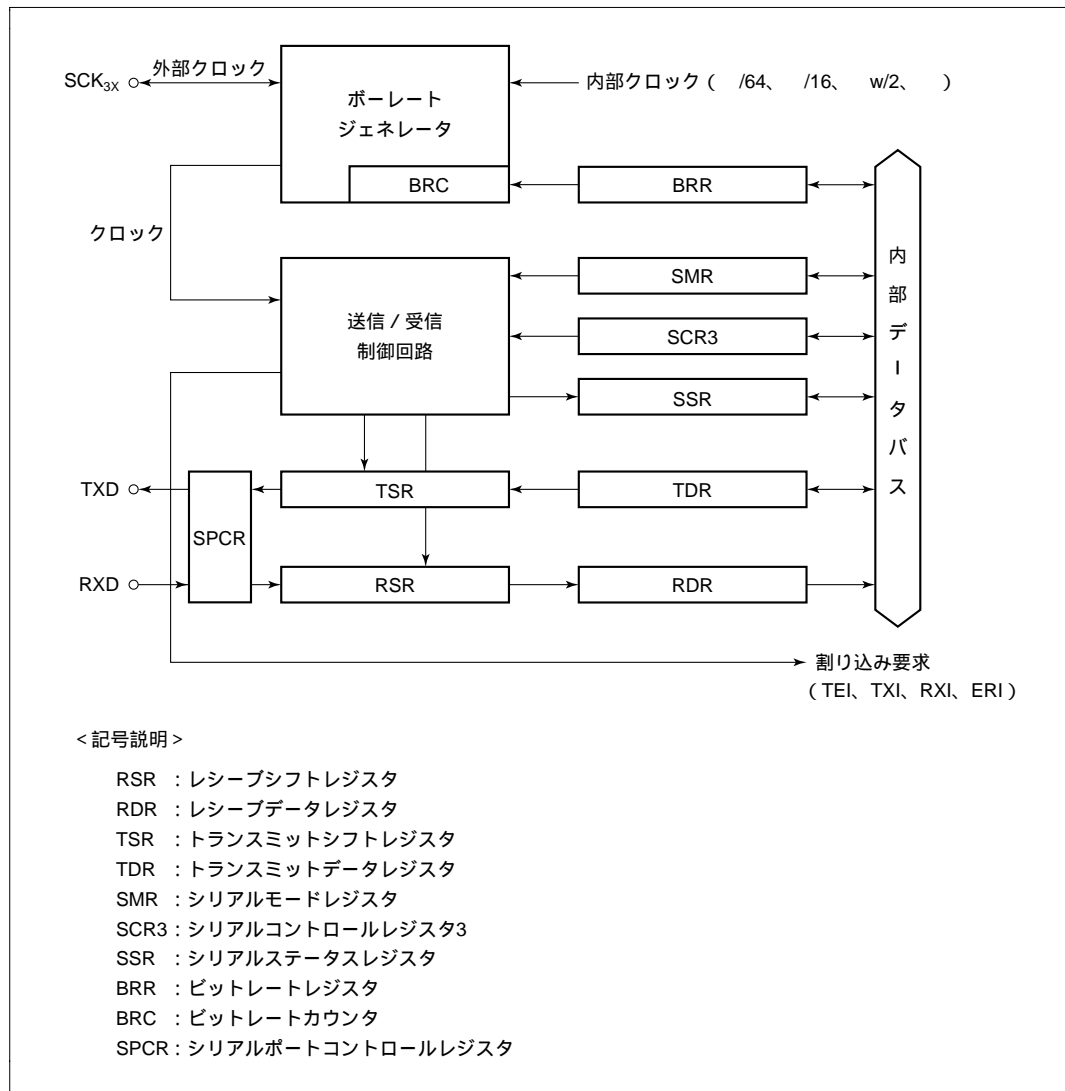 SCK3X
外部クロック
ボーレート
ジェネレータ
内部クロック( /64、 /16、 w/2、 )
BRC
BRR
クロック
送信/受信
制御回路
SMR
SCR3
SSR
内部データバス
TXD
SPCR
TSR
TDR
RXD
RSR
RDR
割り込み要求
(TEI、TXI、RXI、ERI)
<記号説明>
RSR :レシーブシフトレジスタ
RDR :レシーブデータレジスタ
TSR :トランスミットシフトレジスタ
TDR :トランスミットデータレジスタ
SMR :シリアルモードレジスタ
SCR3:シリアルコントロールレジスタ3
SSR :シリアルステータスレジスタ
BRR :ビットレートレジスタ
BRC :ビットレートカウンタ
SPCR:シリアルポートコントロールレジスタ